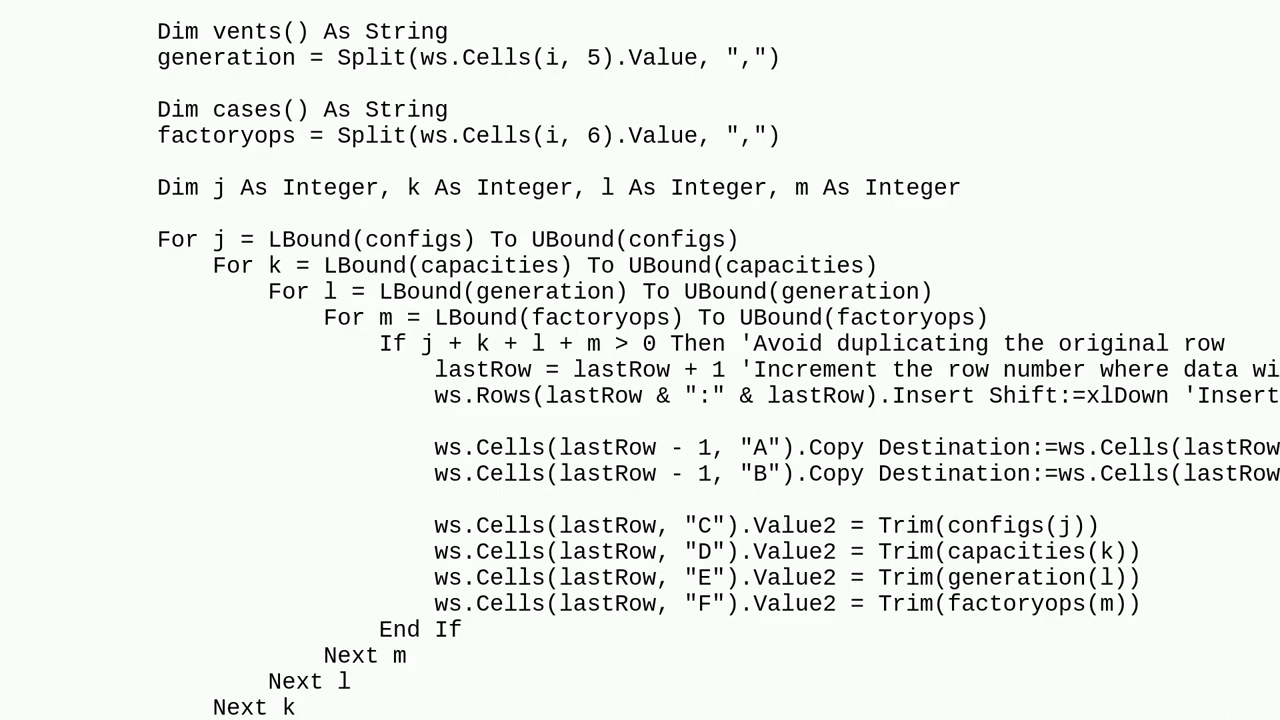 Dim vents() As String
generation = Split(ws.Cells(i, 5).Value, ",")
Dim cases() As String
factoryops = Split(ws.Cells(i, 6).Value, ",")
Dim j As Integer, k As Integer, l As Integer, m As Integer
For j = LBound(configs) To UBound(configs)
For k = LBound(capacities) To UBound(capacities)
For l = LBound(generation) To UBound(generation)
For m = LBound(factoryops) To UBound(factoryops)
If j + k + l + m > 0 Then 'Avoid duplicating the original row
lastRow = lastRow + 1 'Increment the row number where data wi
ws.Rows(lastRow & ":" & lastRow).Insert Shift:=xlDown 'Insert
ws.Cells(lastRow - 1, "A").Copy Destination:=ws.Cells(lastRow
ws.Cells(lastRow - 1, "B").Copy Destination:=ws.Cells(lastRow
ws.Cells(lastRow, "C").Value2 = Trim(configs(j))
ws.Cells(lastRow, "D").Value2 = Trim(capacities(k))
ws.Cells(lastRow, "E").Value2 = Trim(generation(l))
ws.Cells(lastRow, "F").Value2 = Trim(factoryops(m))
End If
Next m
Next l
Next k